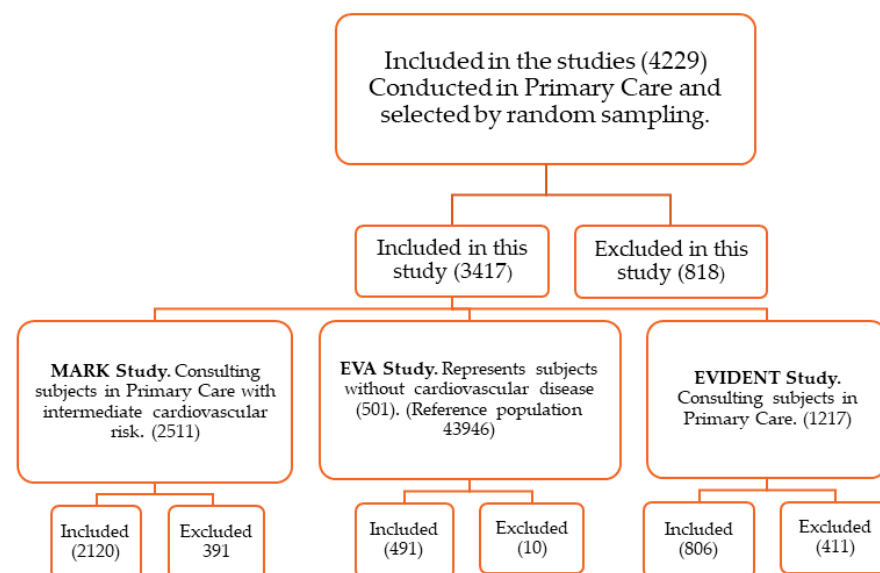 Included in the studies (4229)
Conducted in Primary Care and
selected by random sampling.
Included in this
study (3417)
Excluded in this
study (818)
MARK Study. Consulting
subjects in Primary Care with
intermediate cardiovascular
risk. (2511)
EVA Study. Represents subjects
without cardiovascular disease
(501). (Reference population
43946)
EVIDENT Study.
Consulting subjects in
Primary Care. (1217)
Included
(2120)
Excluded
391
Included
(491)
Excluded
(10)
Included
(806)
Excluded
(411)